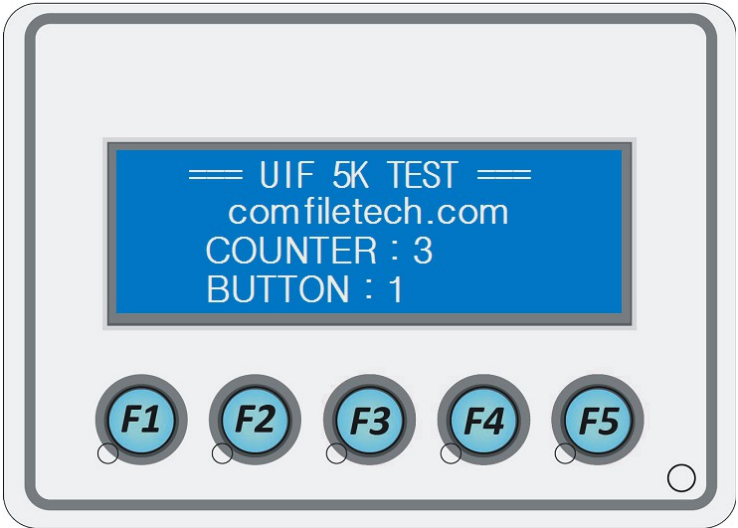 === UIF 5K TEST ===
comfiletech.com
COUNTER : 3
BUTTON : 1
F1 F2 F3 F4 F5